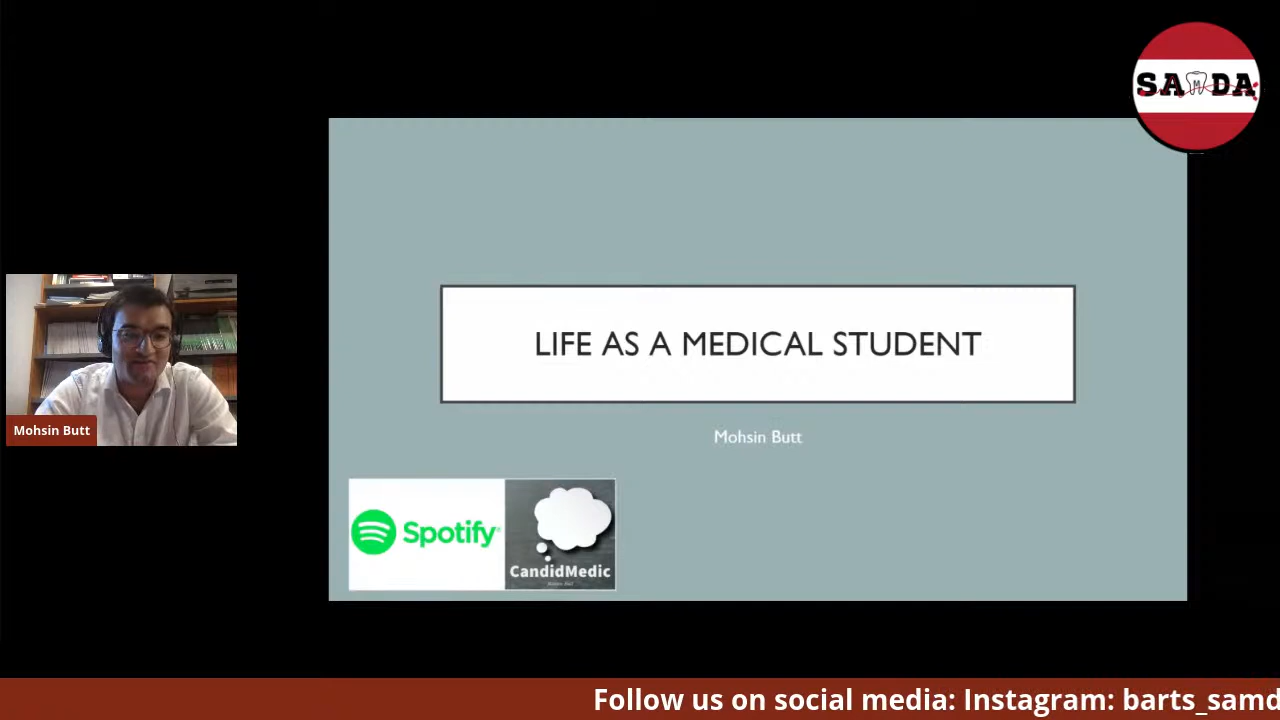 SAMDA
LIFE AS A MEDICAL STUDENT
Mohsin Butt
Mohsin Butt
Spotify
CandidMedic
Follow us on social media: Instagram: barts_samd